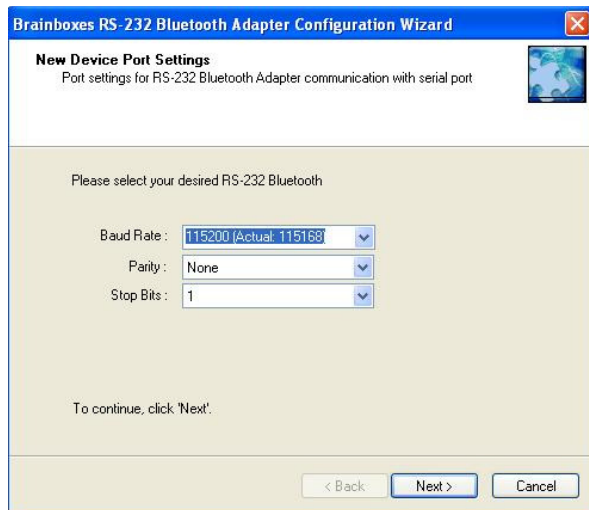 Brainboxes RS-232 Bluetooth Adapter Configuration Wizard
New Device Port Settings
Port settings for RS-232 Bluetooth Adapter communication with serial port
Please select your desired RS-232 Bluetooth
Baud Rate : 115200 (Actual: 115168)
Parity : None
Stop Bits : 1
To continue, click 'Next'.
< Back Next > Cancel